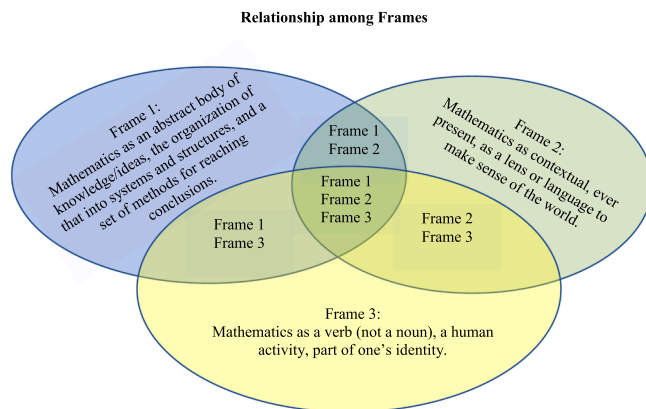 Relationship among Frames
Frame 1:
Mathematics as an abstract body of
knowledge/ideas, the organization of
that into systems and structures, and a
set of methods for reaching
conclusions.
Frame 1
Frame 2
Frame 2:
Mathematics as contextual, ever
present, as a lens or language to
make sense of the world.
Frame 1
Frame 2
Frame 3
Frame 1
Frame 3
Frame 2
Frame 3
Frame 3:
Mathematics as a verb (not a noun), a human
activity, part of one’s identity.